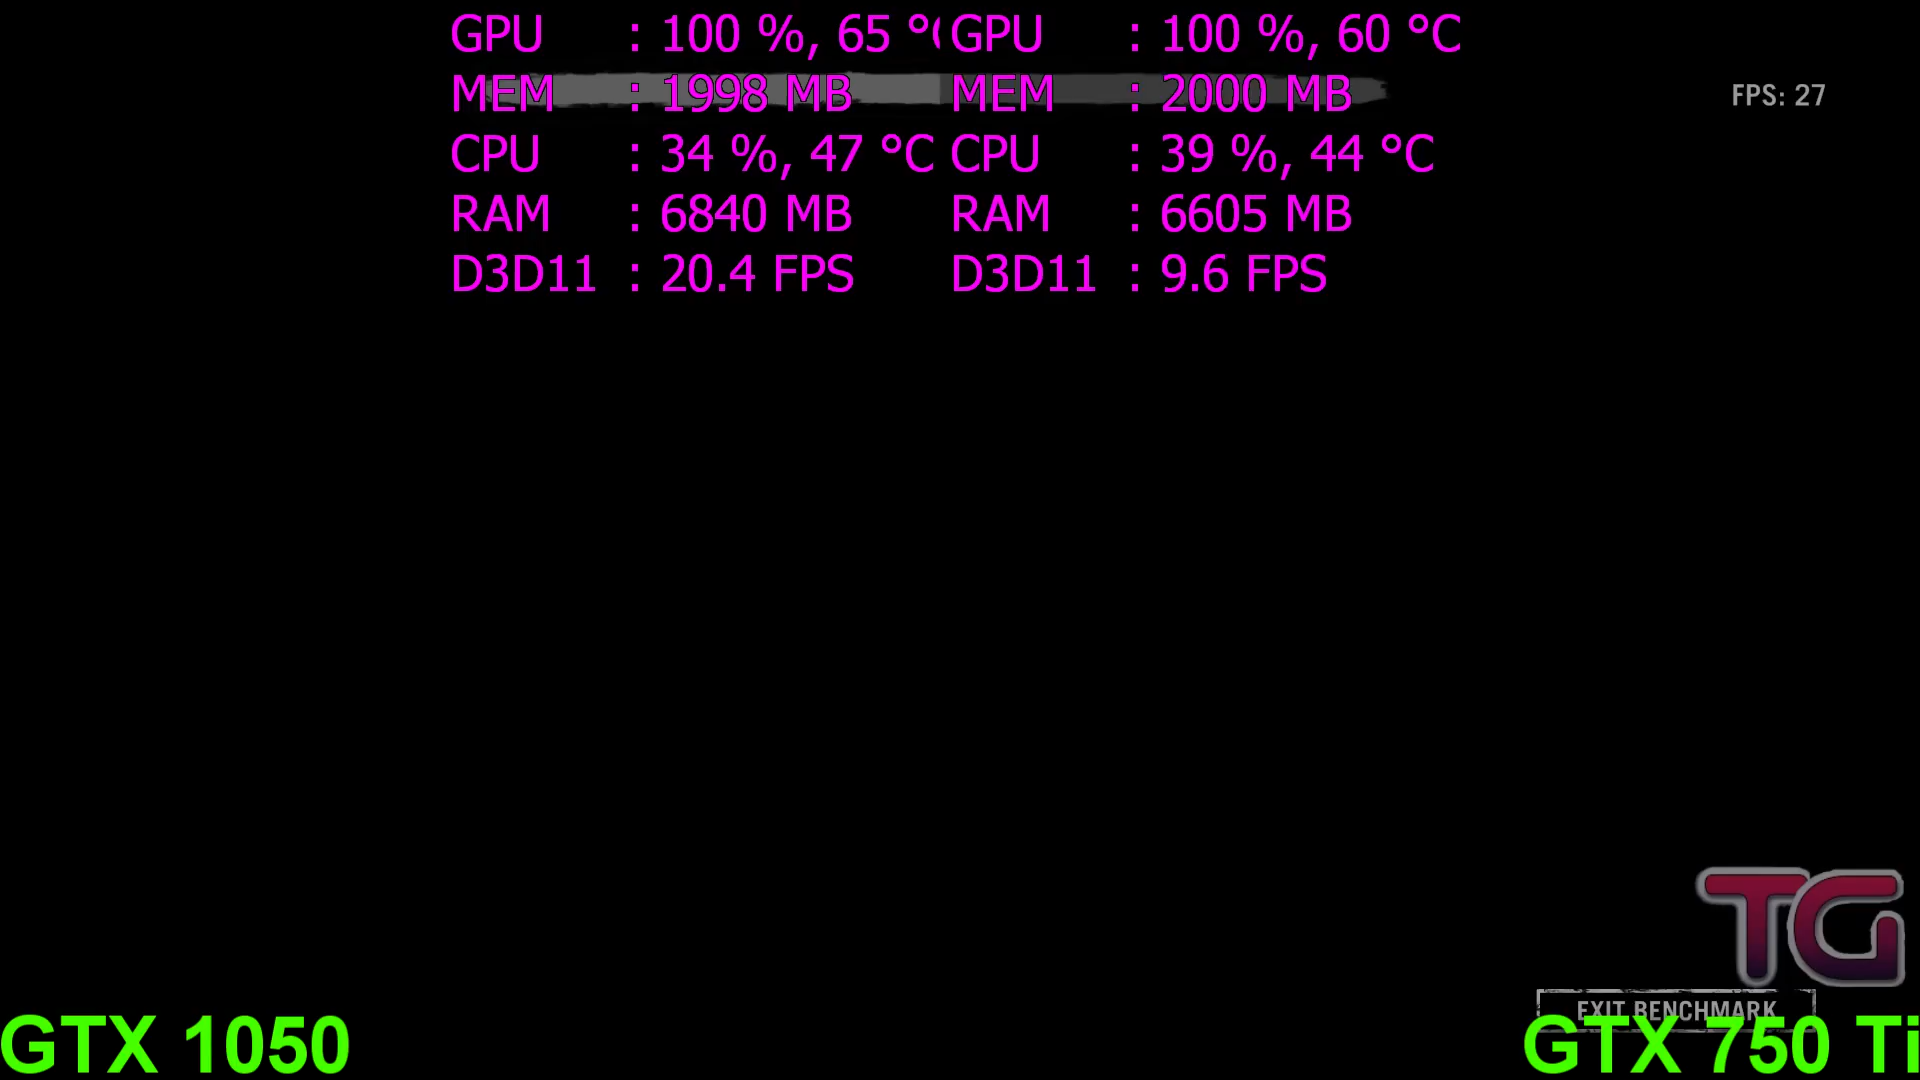 GPU : 100 %, 65 °C GPU : 100 %, 60 °C
MEM : 1998 MB MEM : 2000 MB
FPS: 27
CPU : 34 %, 47 °C CPU : 39 %, 44 °C
RAM : 6840 MB RAM : 6605 MB
D3D11 : 20.4 FPS D3D11 : 9.6 FPS
TG
EXIT BENCHMARK
GTX 1050
GTX 750 Ti